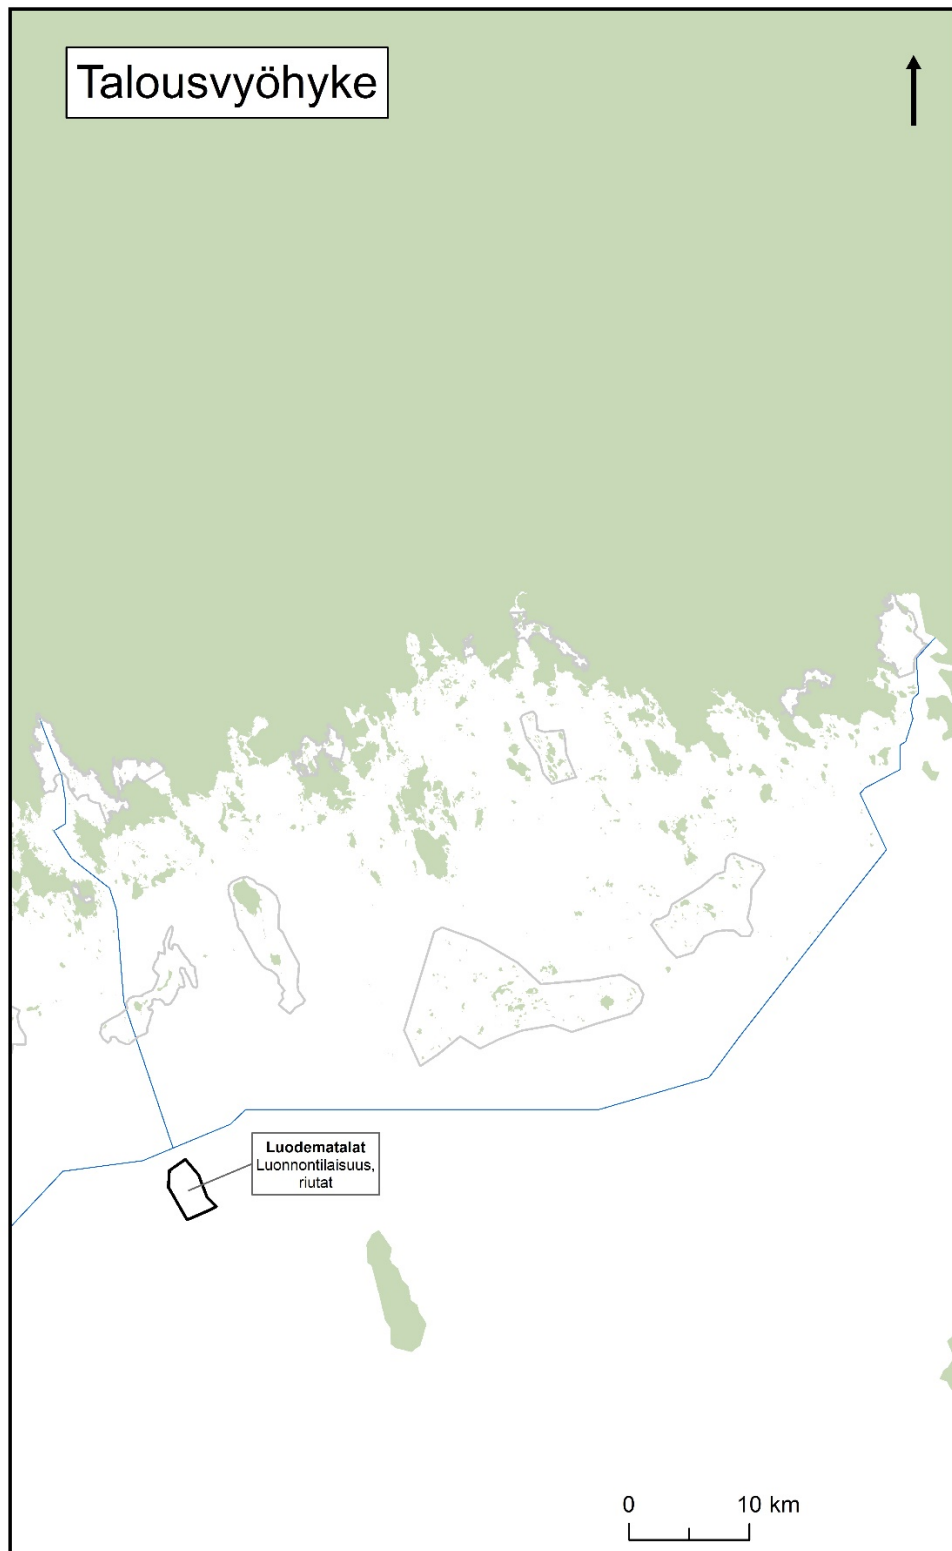 Talousvyöhyke
Luodematalat
Luonnontilaisuus,
riutat
0 10 km